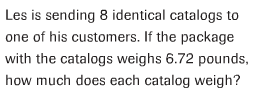 Les is sending 8 identical catalogs to
one of his customers. If the package
with the catalogs weighs 6.72 pounds,
how much does each catalog weigh?